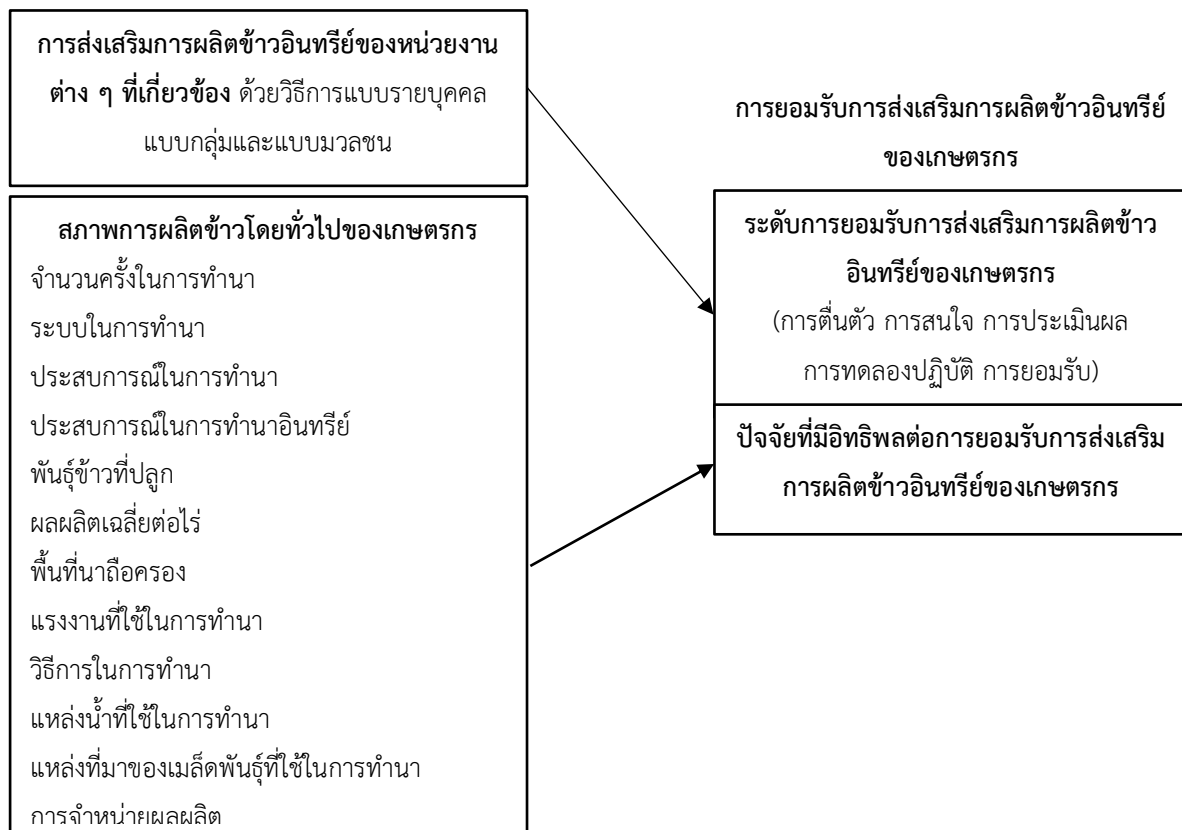 การส่งเสริมการผลิตข้าวอินทรีย์ของหน่วยงาน
ต่าง ๆ ที่เกี่ยวข้อง ด้วยวิธีการแบบรายบุคคล
แบบกลุ่มและแบบมวลชน
สภาพการผลิตข้าวโดยทั่วไปของเกษตรกร
จำนวนครั้งในการทำนา
ระบบในการทำนา
ประสบการณ์ในการทำนา
ประสบการณ์ในการทำนาอินทรีย์
พันธุ์ข้าวที่ปลูก
ผลผลิตเฉลี่ยต่อไร่
พื้นที่นาถือครอง
แรงงานที่ใช้ในการทำนา
วิธีการในการทำนา
แหล่งน้ำที่ใช้ในการทำนา
แหล่งที่มาของเมล็ดพันธุ์ที่ใช้ในการทำนา
การจำหน่ายผลผลิต
การยอมรับการส่งเสริมการผลิตข้าวอินทรีย์
ของเกษตรกร
ระดับการยอมรับการส่งเสริมการผลิตข้าว
อินทรีย์ของเกษตรกร
(การตื่นตัว การสนใจ การประเมินผล
การทดลองปฏิบัติ การยอมรับ)
ปัจจัยที่มีอิทธิพลต่อการยอมรับการส่งเสริม
การผลิตข้าวอินทรีย์ของเกษตรกร